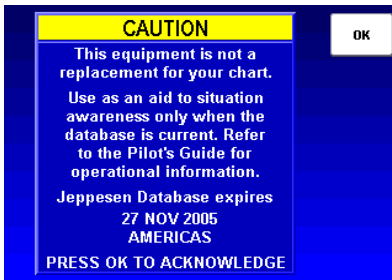 CAUTION
OK
This equipment is not a
replacement for your chart.
Use as an aid to situation
awareness only when the
database is current. Refer
to the Pilot's Guide for
operational information.
Jeppesen Database expires
27 NOV 2005
AMERICAS
PRESS OK TO ACKNOWLEDGE